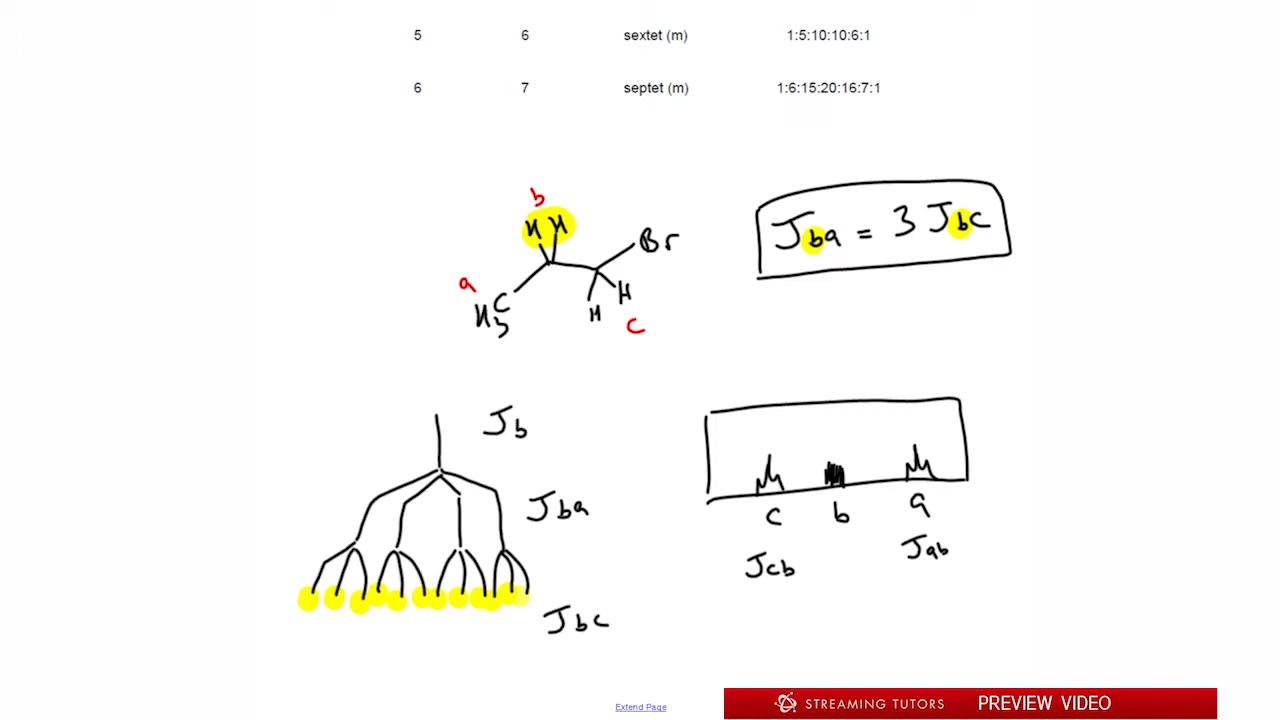 5 6 sextet (m) 1:5:10:10:6:1
6 7 septet (m) 1:6:15:20:16:7:1
b
H H
Br
Jba = 3 Jbc
a
H3C
H
H
c
Jb
Jba
Jbc
c b a
Jcb Jab
Extend Page
STREAMING TUTORS PREVIEW VIDEO